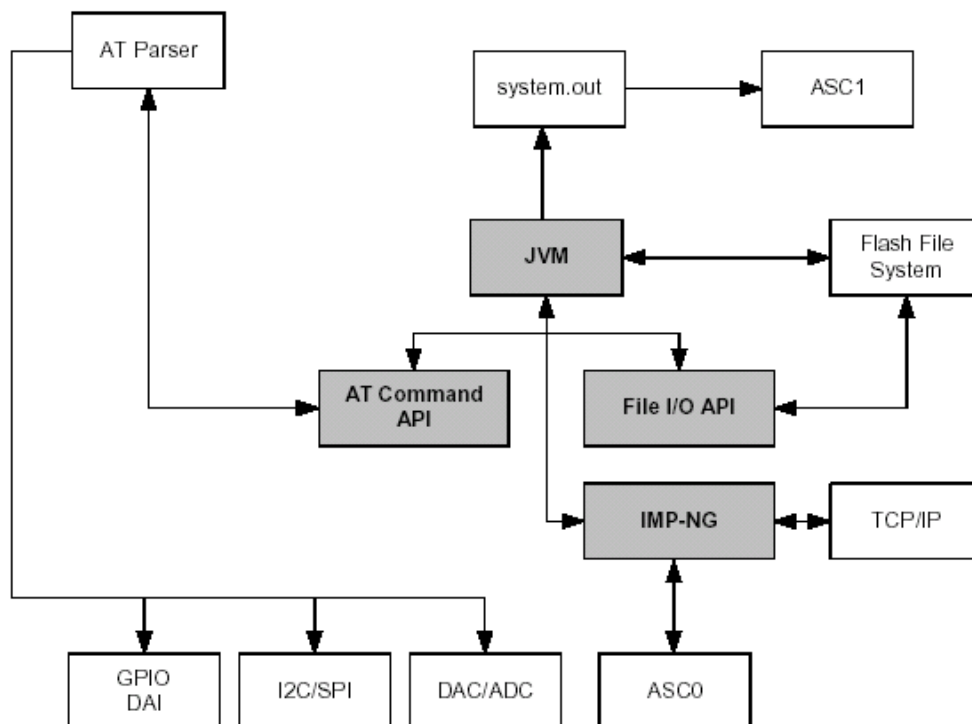 AT Parser
system.out
ASC1
JVM
Flash File
System
AT Command
API
File I/O API
IMP-NG
TCP/IP
GPIO
DAI
I2C/SPI
DAC/ADC
ASC0